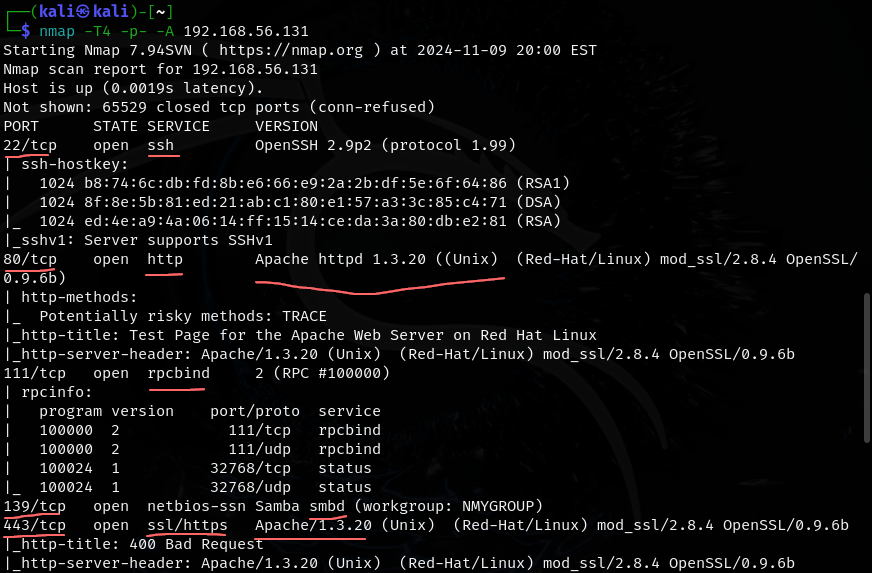 ┌──(kali㉿kali)-[~]
└─$ nmap -T4 -p- -A 192.168.56.131
Starting Nmap 7.94SVN ( https://nmap.org ) at 2024-11-09 20:00 EST
Nmap scan report for 192.168.56.131
Host is up (0.0019s latency).
Not shown: 65529 closed tcp ports (conn-refused)
PORT      STATE SERVICE     VERSION
22/tcp    open  ssh         OpenSSH 2.9p2 (protocol 1.99)
| ssh-hostkey:
|   1024 b8:74:6c:db:fd:8b:e6:66:e9:2a:2b:df:5e:6f:64:86 (RSA1)
|   1024 8f:8e:5b:81:ed:21:ab:c1:80:e1:57:a3:3c:85:c4:71 (DSA)
|_  1024 ed:4e:a9:4a:06:14:ff:15:14:ce:da:3a:80:db:e2:81 (RSA)
|_sshv1: Server supports SSHv1
80/tcp    open  http        Apache httpd 1.3.20 ((Unix)  (Red-Hat/Linux) mod_ssl/2.8.4 OpenSSL/
0.9.6b)
| http-methods:
|_  Potentially risky methods: TRACE
|_http-title: Test Page for the Apache Web Server on Red Hat Linux
|_http-server-header: Apache/1.3.20 (Unix)  (Red-Hat/Linux) mod_ssl/2.8.4 OpenSSL/0.9.6b
111/tcp   open  rpcbind     2 (RPC #100000)
| rpcinfo:
|   program version    port/proto  service
|   100000  2            111/tcp   rpcbind
|   100000  2            111/udp   rpcbind
|   100024  1          32768/tcp   status
|_  100024  1          32768/udp   status
139/tcp   open  netbios-ssn Samba smbd (workgroup: NMYGROUP)
443/tcp   open  ssl/https   Apache/1.3.20 (Unix)  (Red-Hat/Linux) mod_ssl/2.8.4 OpenSSL/0.9.6b
|_http-title: 400 Bad Request
|_http-server-header: Apache/1.3.20 (Unix)  (Red-Hat/Linux) mod_ssl/2.8.4 OpenSSL/0.9.6b